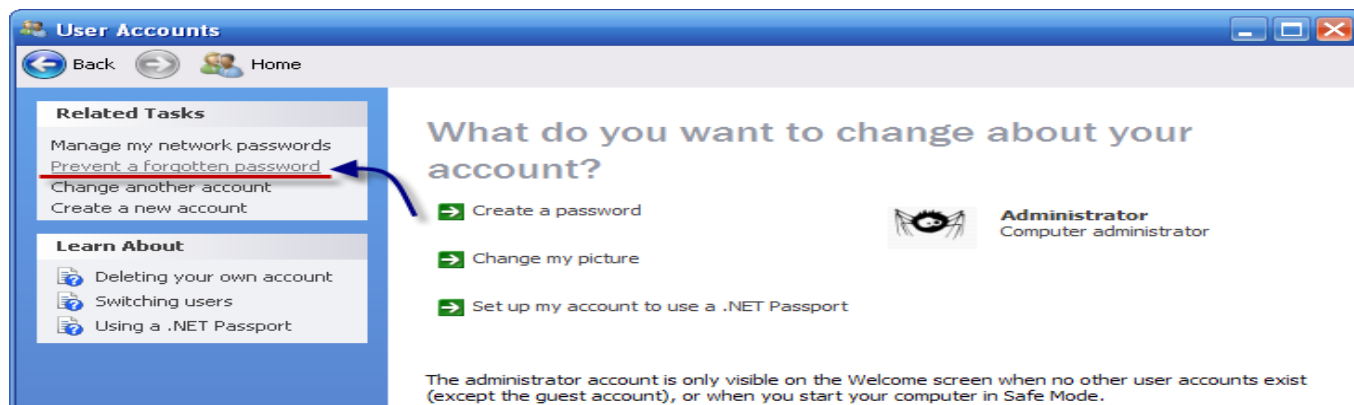 User Accounts
Back
Home
Related Tasks
Manage my network passwords
Prevent a forgotten password
Change another account
Create a new account
Learn About
Deleting your own account
Switching users
Using a .NET Passport
What do you want to change about your
account?
Create a password
Change my picture
Set up my account to use a .NET Passport
Administrator
Computer administrator
The administrator account is only visible on the Welcome screen when no other user accounts exist
(except the guest account), or when you start your computer in Safe Mode.